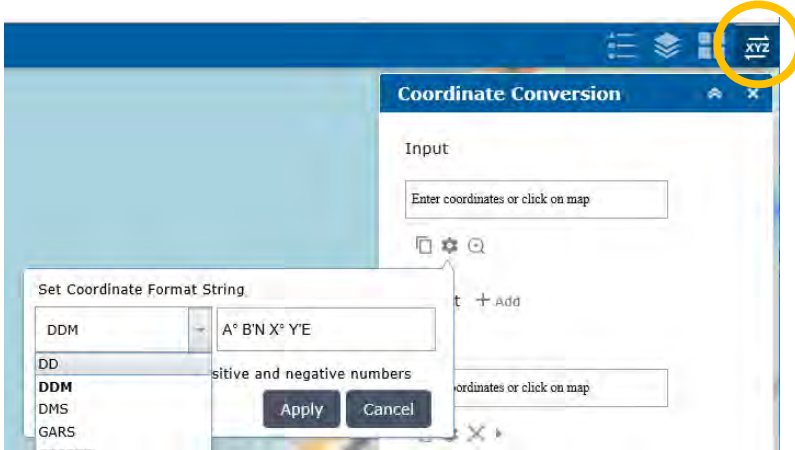 XYZ
Coordinate Conversion
Input
Enter coordinates or click on map
Set Coordinate Format String
+ Add
DDM
A° B'N X° Y'E
DD
DDM
DMS
GARS
sitive and negative numbers
Apply
Cancel
ordinates or click on map